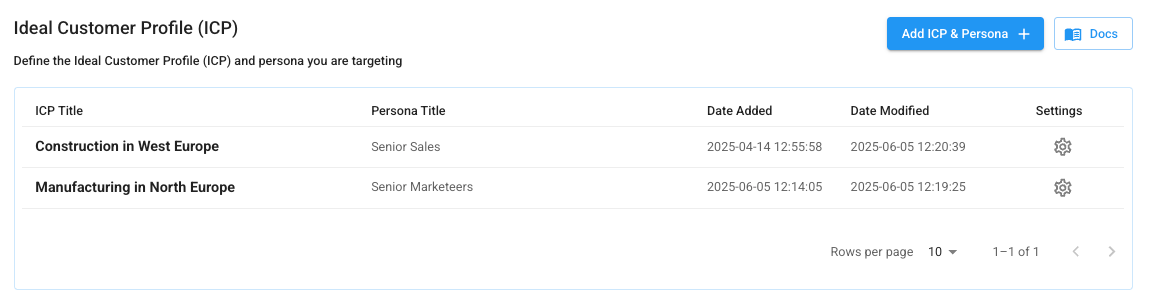 Ideal Customer Profile (ICP)
Add ICP & Persona +
Docs
Define the Ideal Customer Profile (ICP) and persona you are targeting
ICP Title Persona Title Date Added Date Modified Settings
Construction in West Europe Senior Sales 2025-04-14 12:55:58 2025-06-05 12:20:39
Manufacturing in North Europe Senior Marketeers 2025-06-05 12:14:05 2025-06-05 12:19:25
Rows per page 10 1–1 of 1